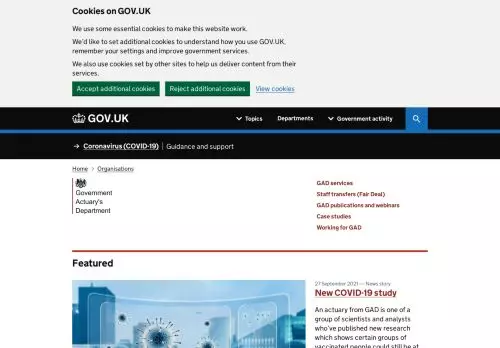 Cookies on GOV.UK
We use some essential cookies to make this website work.
We'd like to set additional cookies to understand how you use GOV.UK,
remember your settings and improve government services.
We also use cookies set by other sites to help us deliver content from their
services.
Accept additional cookies
Reject additional cookies
View cookies
GOV.UK
Topics
Departments
Government activity
→ Coronavirus (COVID-19) | Guidance and support
Home > Organisations
Government
Actuary's
Department
GAD services
Staff transfers (Fair Deal)
GAD publications and webinars
Case studies
Working for GAD
Featured
27 September 2021 — News story
New COVID-19 study
An actuary from GAD is one of a
group of scientists and analysts
who've published new research
which shows certain groups of
vaccinated people could still be at